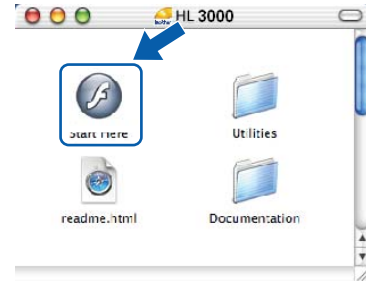 HL 3000
Start Here
Utilities
readme.html
Documentation